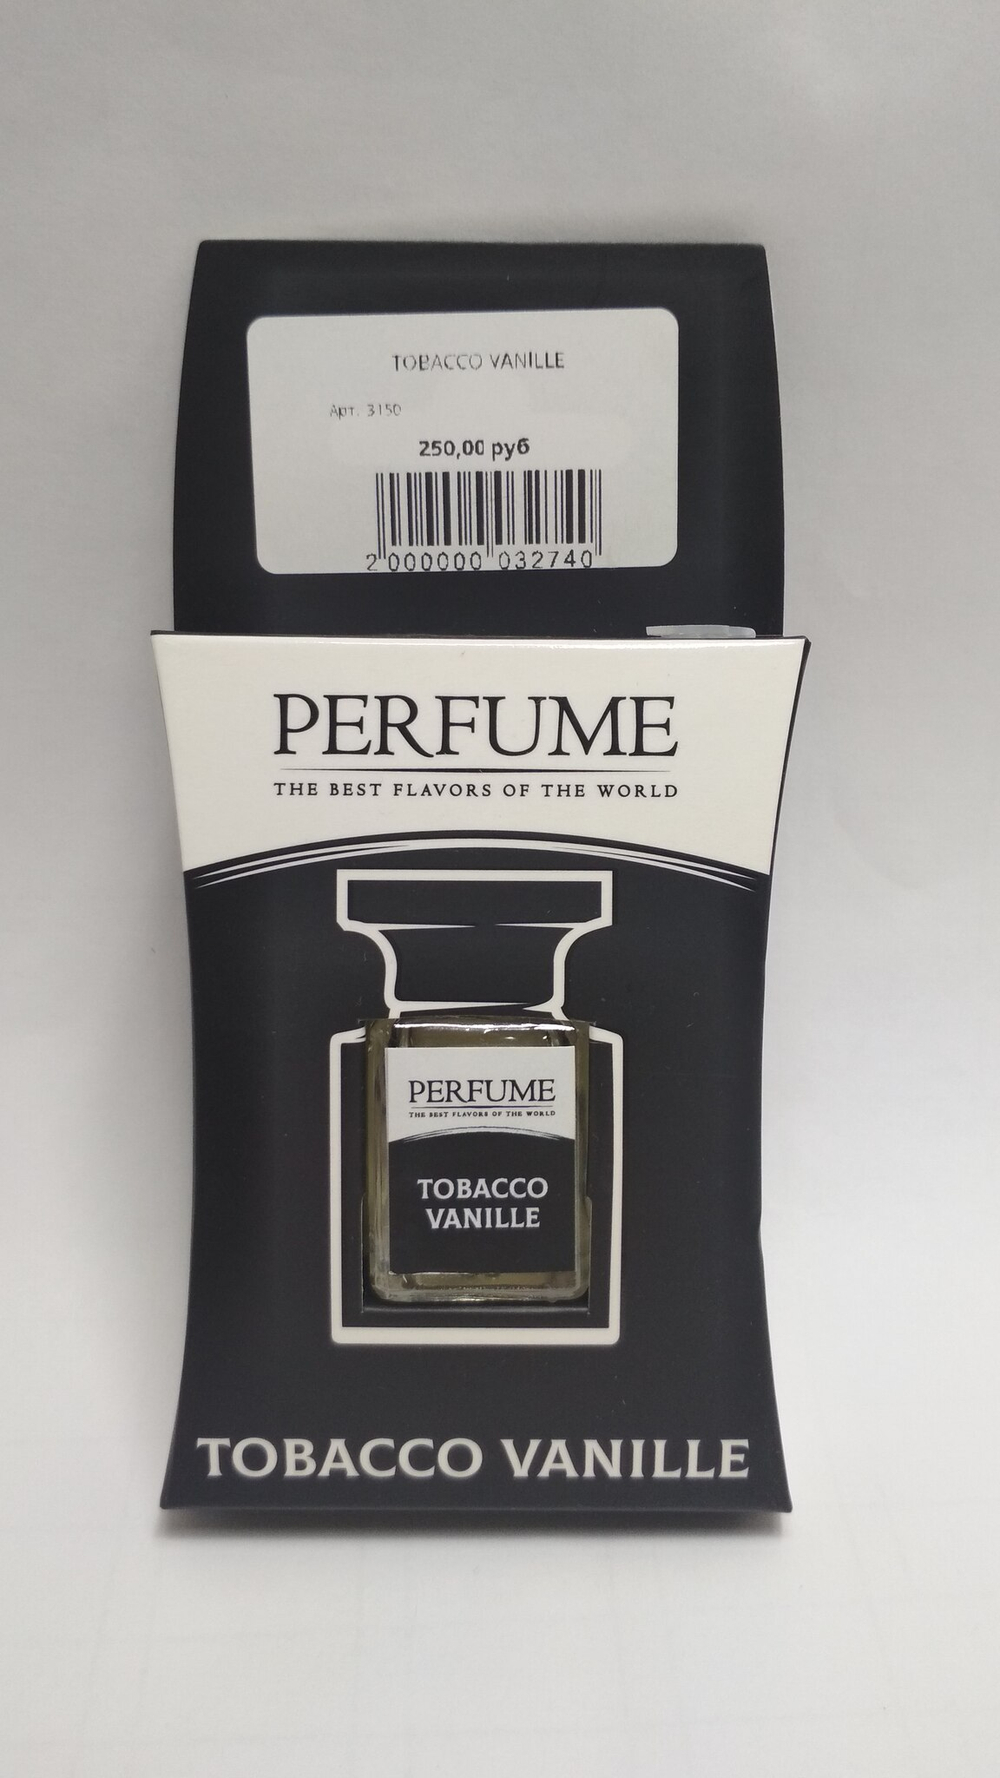 TOBACCO VANILLE
Арт. 3150
250,00 руб
2 000000 032740
PERFUME
THE BEST FLAVORS OF THE WORLD
PERFUME
THE BEST FLAVORS OF THE WORLD
TOBACCO
VANILLE
TOBACCO VANILLE